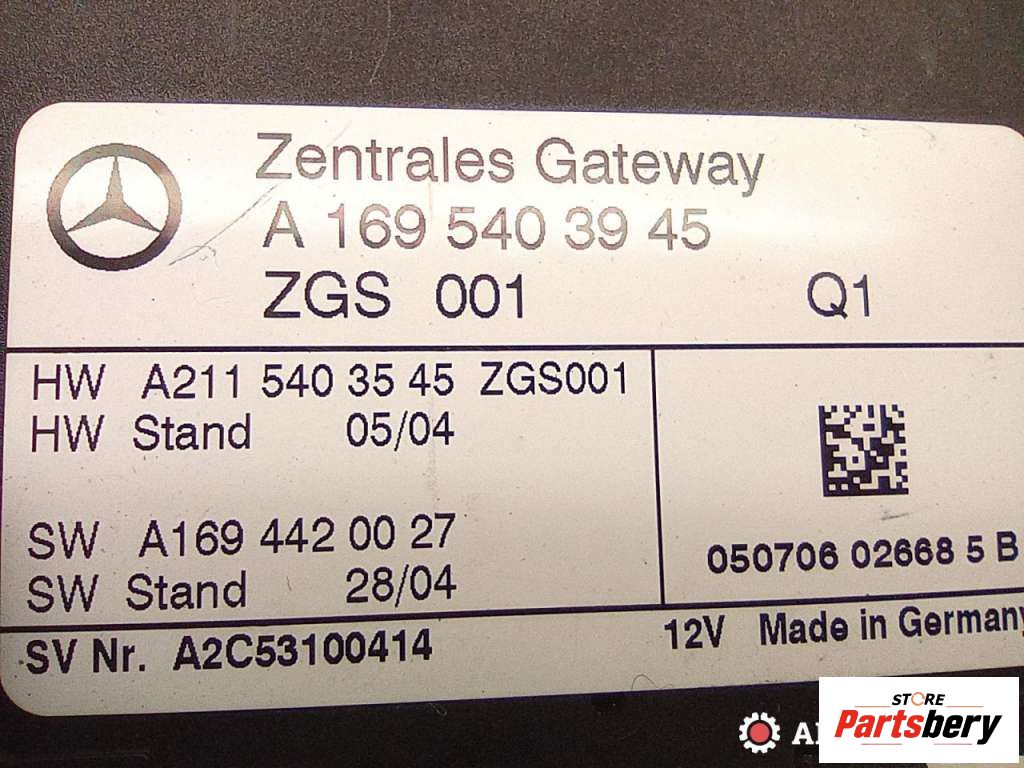 Zentrales Gateway
A 169 540 39 45
ZGS 001 Q1
HW A211 540 35 45 ZGS001
HW Stand 05/04
SW A169 442 00 27
SW Stand 28/04
050706 02668 5 B
SV Nr. A2C53100414
12V Made in Germany
STORE
Partsbery